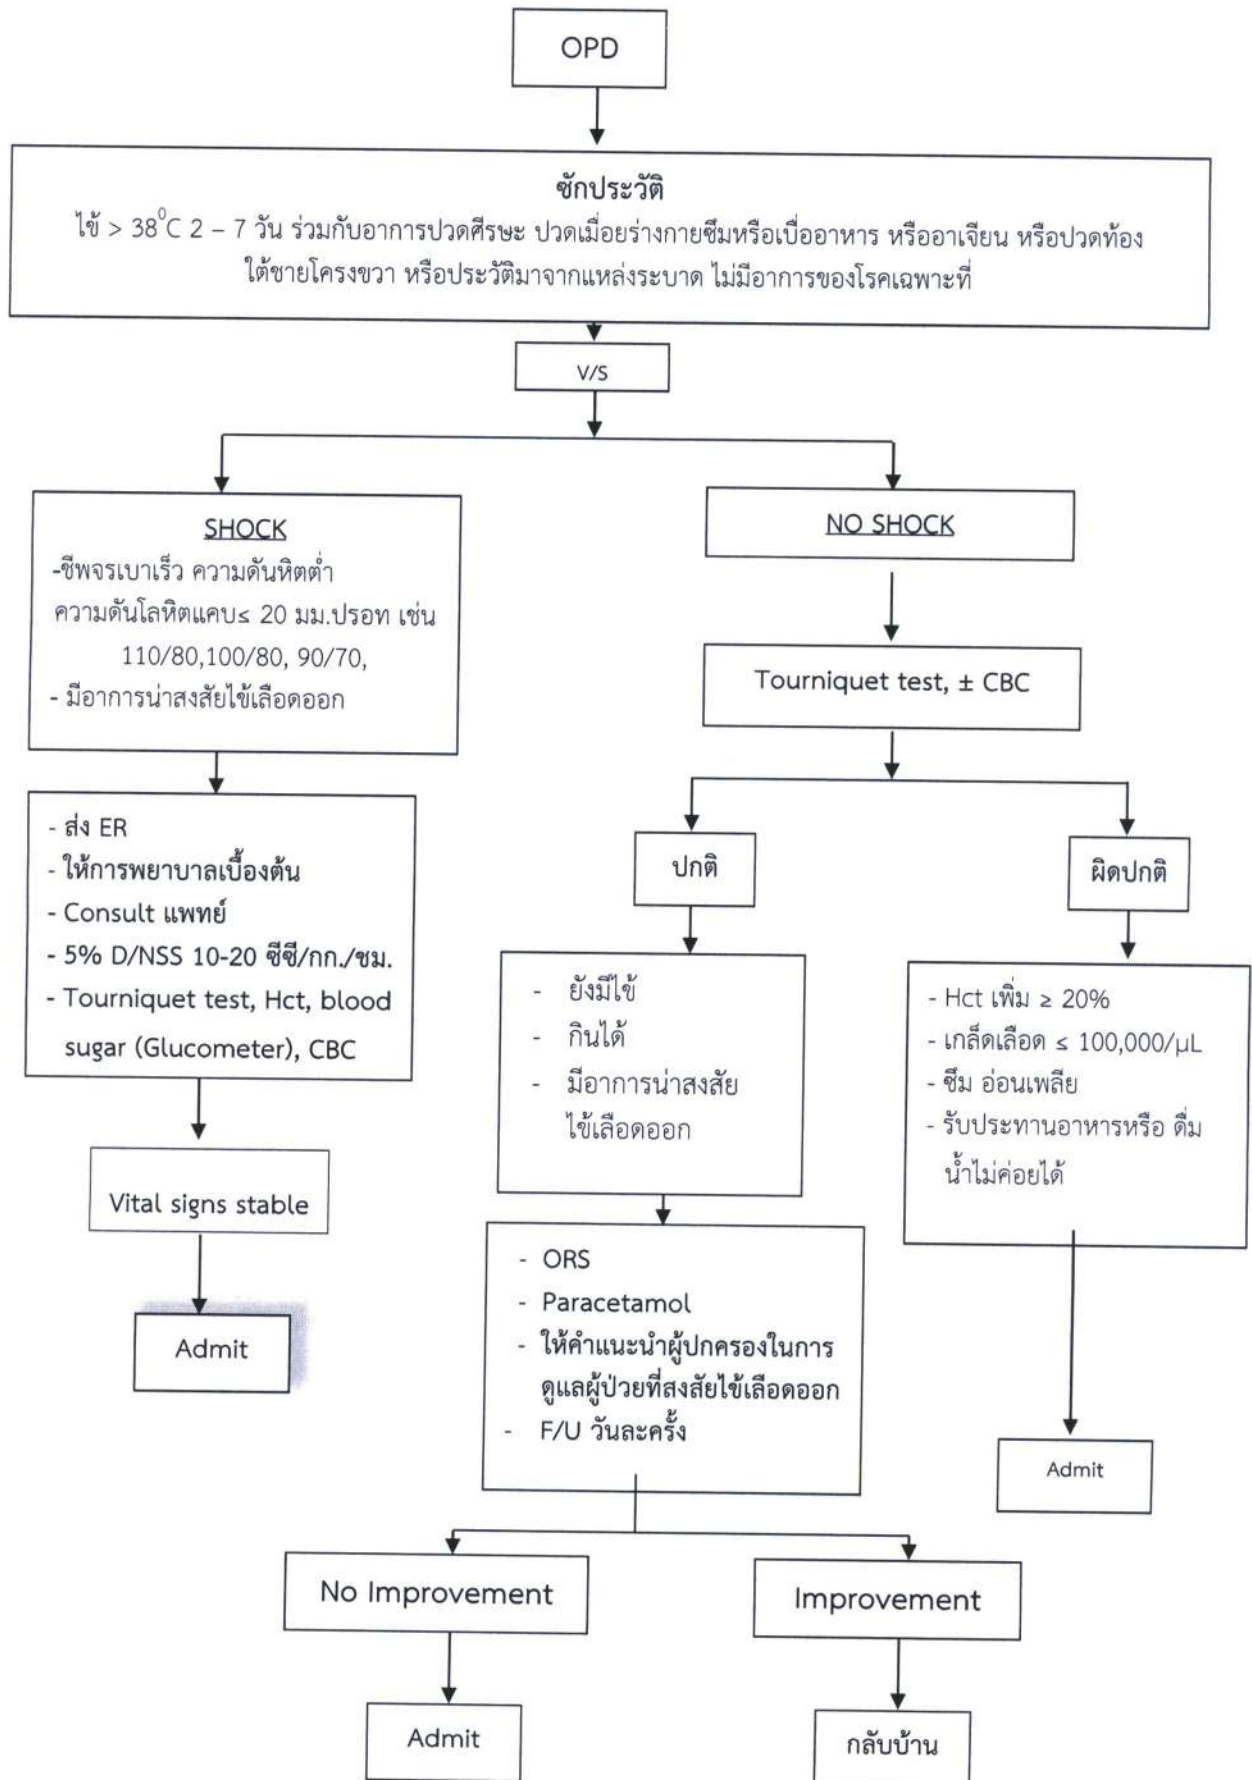 OPD
ซักประวัติ
ไข้ > 38⁰C 2 – 7 วัน ร่วมกับอาการปวดศีรษะ ปวดเมื่อยร่างกายซึมหรือเบื่ออาหาร หรืออาเจียน หรือปวดท้อง
ใต้ชายโครงขวา หรือประวัติมาจากแหล่งระบาด ไม่มีอาการของโรคเฉพาะที่
V/S
SHOCK
-ชีพจรเบาเร็ว ความดันหิตต่ำ
ความดันโลหิตแคบ≤ 20 มม.ปรอท เช่น
110/80,100/80, 90/70,
- มีอาการน่าสงสัยไข้เลือดออก
- ส่ง ER
- ให้การพยาบาลเบื้องต้น
- Consult แพทย์
- 5% D/NSS 10-20 ซีซี/กก./ชม.
- Tourniquet test, Hct, blood
sugar (Glucometer), CBC
Vital signs stable
Admit
NO SHOCK
Tourniquet test, ± CBC
ปกติ
- ยังมีไข้
- กินได้
- มีอาการน่าสงสัย
ไข้เลือดออก
- ORS
- Paracetamol
- ให้คำแนะนำผู้ปกครองในการ
ดูแลผู้ป่วยที่สงสัยไข้เลือดออก
- F/U วันละครั้ง
No Improvement
Admit
Improvement
กลับบ้าน
ผิดปกติ
- Hct เพิ่ม ≥ 20%
- เกล็ดเลือด ≤ 100,000/µL
- ซึม อ่อนเพลีย
- รับประทานอาหารหรือ ดื่ม
น้ำไม่ค่อยได้
Admit